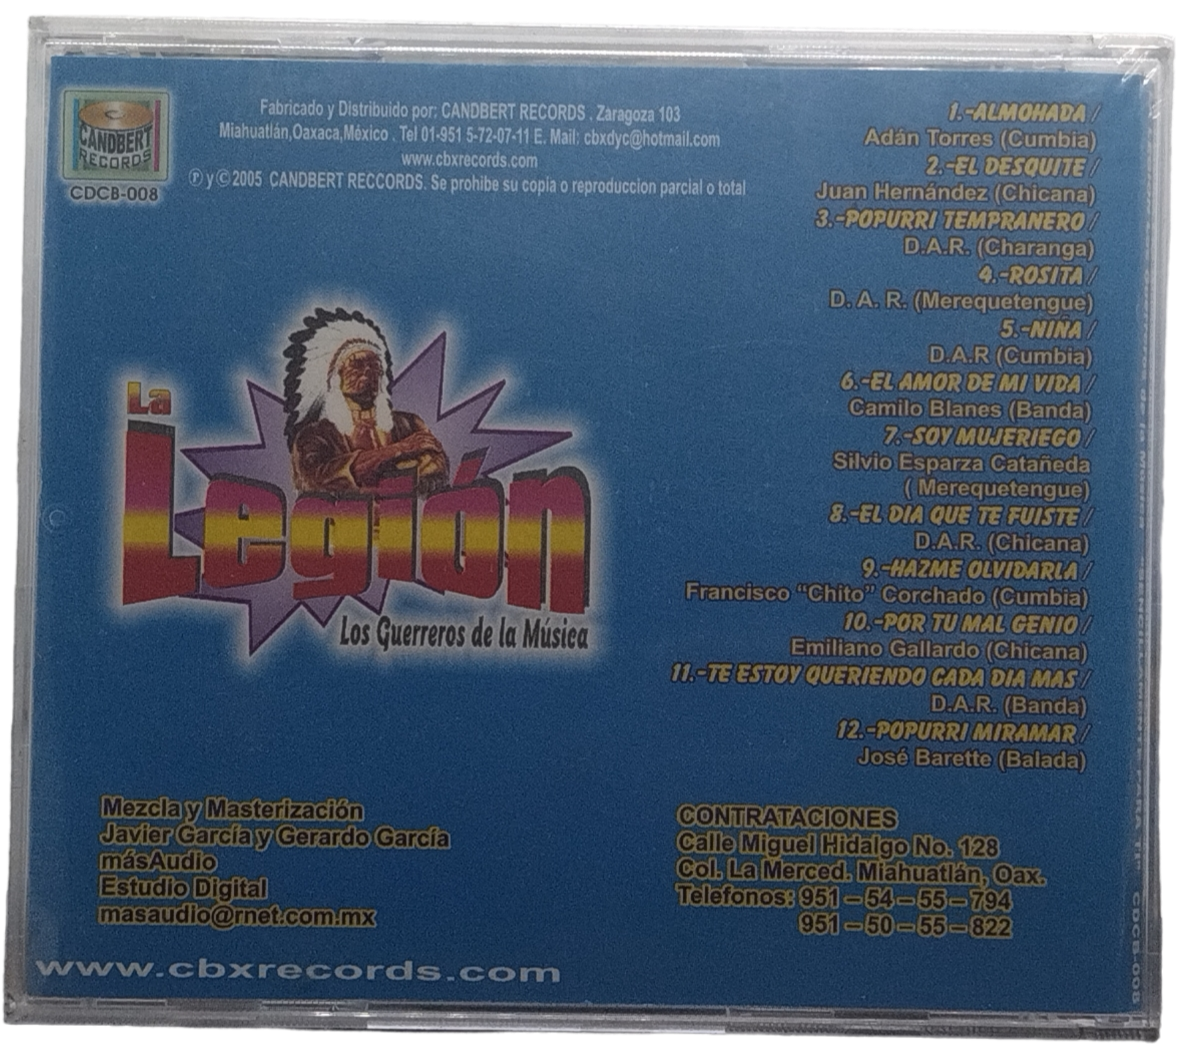 CANDBERT
RECORDS
CDCB-008
Fabricado y Distribuido por: CANDBERT RECORDS . Zaragoza 103
Miahuatlán,Oaxaca,México . Tel 01-951 5-72-07-11 E. Mail: cbxdyc@hotmail.com
www.cbxrecords.com
℗ y © 2005 CANDBERT RECCORDS. Se prohibe su copia o reproduccion parcial o total
1.-ALMOHADA /
Adán Torres (Cumbia)
2.-EL DESQUITE /
Juan Hernández (Chicana)
3.-POPURRI TEMPRANERO /
D.A.R. (Charanga)
4.-ROSITA /
D. A. R. (Merequetengue)
5.-NIÑA /
D.A.R (Cumbia)
6.-EL AMOR DE MI VIDA /
Camilo Blanes (Banda)
7.-SOY MUJERIEGO /
Silvio Esparza Catañeda
( Merequetengue)
8.-EL DIA QUE TE FUISTE /
D.A.R. (Chicana)
9.-HAZME OLVIDARLA /
Francisco "Chito" Corchado (Cumbia)
10.-POR TU MAL GENIO /
Emiliano Gallardo (Chicana)
11.-TE ESTOY QUERIENDO CADA DIA MAS /
D.A.R. (Banda)
12.-POPURRI MIRAMAR /
José Barette (Balada)
La
Legión
Los Guerreros de la Música
Mezcla y Masterización
Javier García y Gerardo García
másAudio
Estudio Digital
masaudio@rnet.com.mx
CONTRATACIONES
Calle Miguel Hidalgo No. 128
Col. La Merced. Miahuatlán, Oax.
Telefonos: 951 – 54 – 55 – 794
951 – 50 – 55 – 822
www.cbxrecords.com
CDCB-008